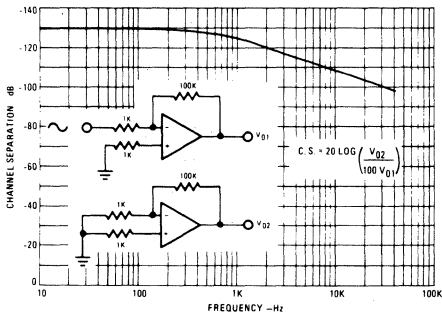 -140
-120
-100
-80
-70
-60
-40
-20
0
CHANNEL SEPARATION dB
100K
1K
1K
-
+
V01
C.S. = 20 LOG ( V02 / 100 V01 )
100K
1K
1K
-
+
V02
10
100
1K
10K
100K
FREQUENCY –Hz